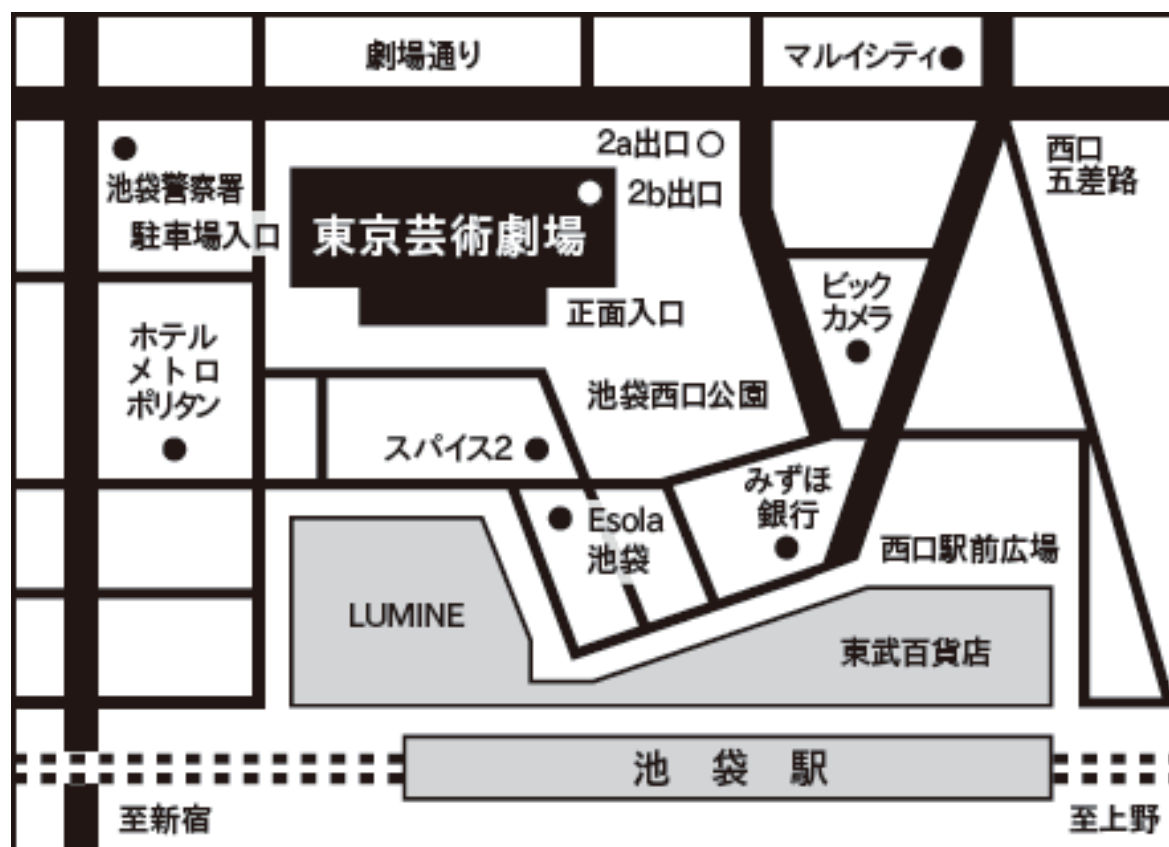 劇場通り
マルイシティ
2a出口
西口
五差路
池袋警察署
2b出口
駐車場入口
東京芸術劇場
正面入口
ビック
カメラ
ホテル
メトロ
ポリタン
池袋西口公園
スパイス2
みずほ
銀行
Esola
池袋
西口駅前広場
LUMINE
東武百貨店
池袋駅
至新宿
至上野